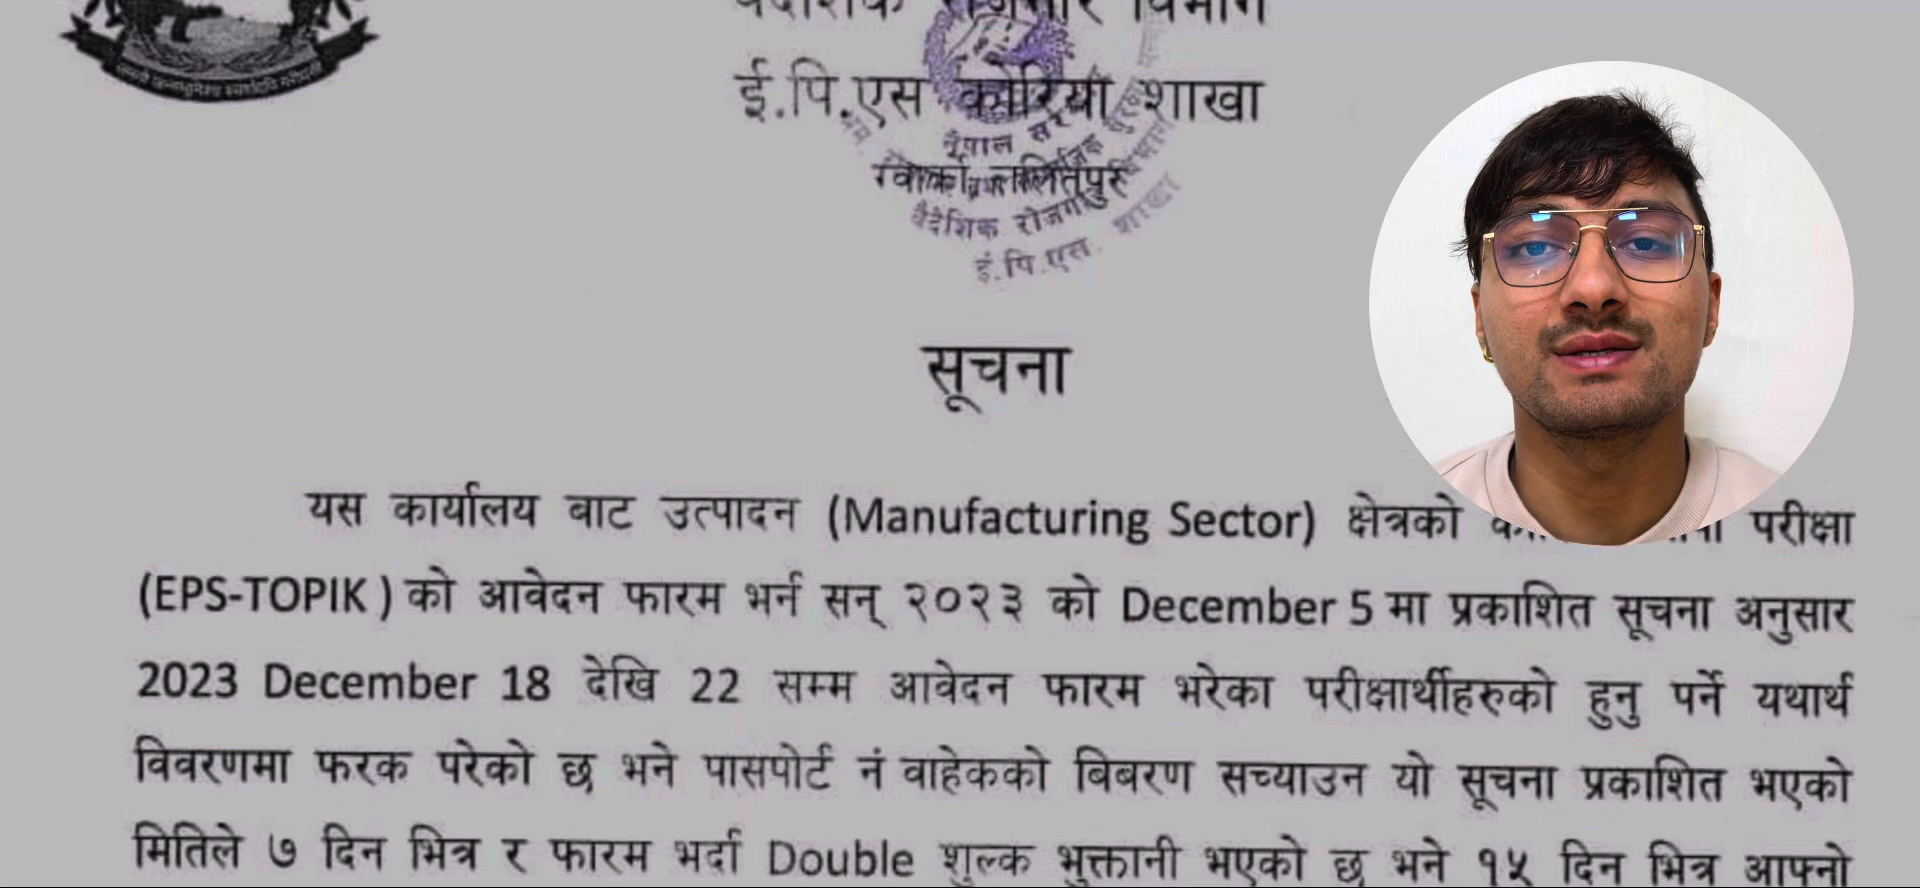 ई.पि.एस कोरिया शाखा
नेपाल
वैदेशिक रोजगार
ई.पि.एस. शाखा
सूचना
यस कार्यालय बाट उत्पादन (Manufacturing Sector) क्षेत्रको परीक्षा
(EPS-TOPIK ) को आवेदन फारम भर्न सन् २०२३ को December 5 मा प्रकाशित सूचना अनुसार
2023 December 18 देखि 22 सम्म आवेदन फारम भरेका परीक्षार्थीहरुको हुनु पर्ने यथार्थ
विवरणमा फरक परेको छ भने पासपोर्ट नं वाहेकको बिबरण सच्याउन यो सूचना प्रकाशित भएको
मितिले ७ दिन भित्र र फारम भर्दा Double शुल्क भुक्तानी भएको छ भने १५ दिन भित्र आफ्नो